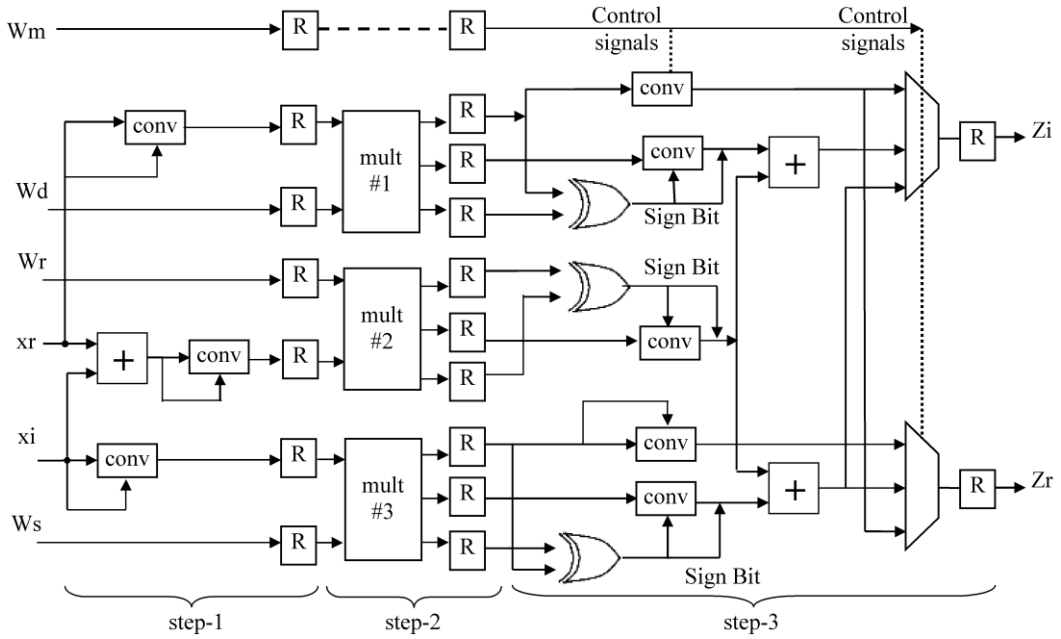 Wm
R
R
Control
signals
Control
signals
conv
conv
R
mult
#1
R
R
R
conv
+
R
Zi
Wd
R
Sign Bit
Wr
R
mult
#2
R
R
R
Sign Bit
conv
xr
+
conv
R
xi
conv
R
mult
#3
R
R
R
conv
conv
+
R
Zr
Ws
R
Sign Bit
step-1
step-2
step-3